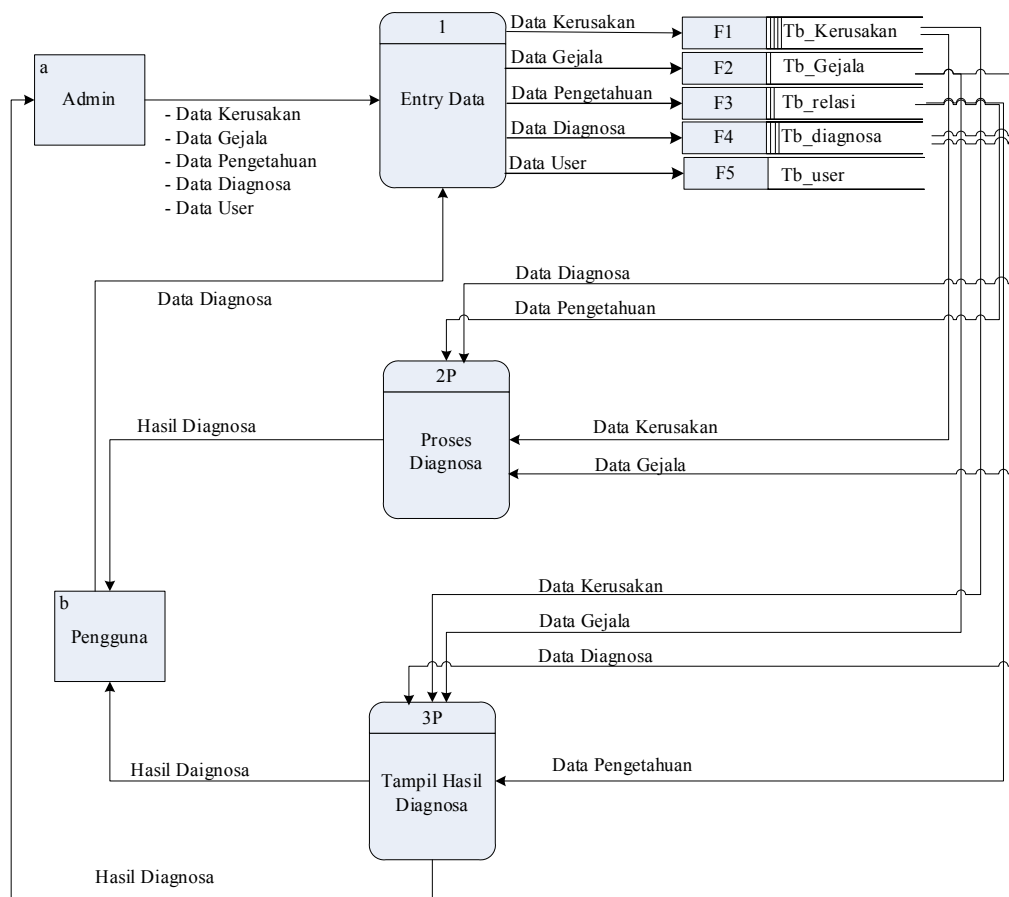 a
Admin
- Data Kerusakan
- Data Gejala
- Data Pengetahuan
- Data Diagnosa
- Data User
1
Entry Data
Data Kerusakan
Data Gejala
Data Pengetahuan
Data Diagnosa
Data User
F1 Tb_Kerusakan
F2 Tb_Gejala
F3 Tb_relasi
F4 Tb_diagnosa
F5 Tb_user
Data Diagnosa
Data Diagnosa
Data Pengetahuan
2P
Proses
Diagnosa
Hasil Diagnosa
Data Kerusakan
Data Gejala
b
Pengguna
Data Kerusakan
Data Gejala
Data Diagnosa
3P
Tampil Hasil
Diagnosa
Hasil Daignosa
Data Pengetahuan
Hasil Diagnosa